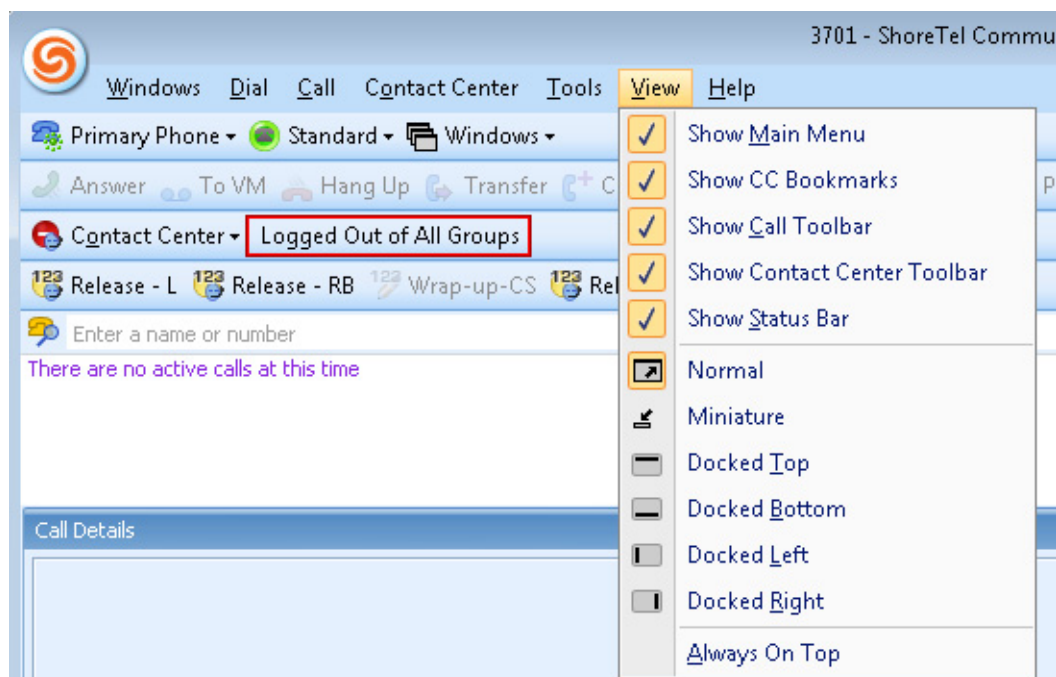 3701 - ShoreTel Commu
Windows Dial Call Contact Center Tools View Help
Primary Phone Standard Windows
Answer To VM Hang Up Transfer C P
Contact Center Logged Out of All Groups
123 Release - L 123 Release - RB 123 Wrap-up-CS 123 Rel
Enter a name or number
There are no active calls at this time
Call Details
Show Main Menu
Show CC Bookmarks
Show Call Toolbar
Show Contact Center Toolbar
Show Status Bar
Normal
Miniature
Docked Top
Docked Bottom
Docked Left
Docked Right
Always On Top